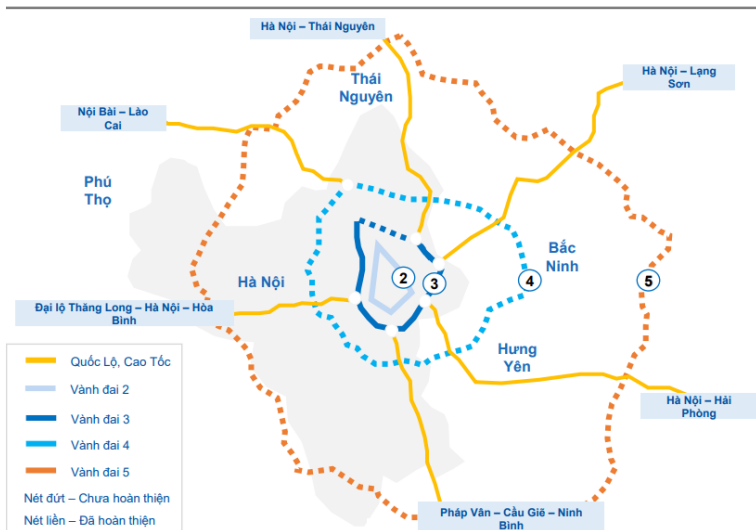 Hà Nội – Thái Nguyên
Hà Nội – Lạng
Sơn
Thái
Nguyên
Nội Bài – Lào
Cai
Phú
Thọ
Bắc
Ninh
Hà Nội
2
3
4
5
Đại lộ Thăng Long – Hà Nội – Hòa
Bình
Hưng
Yên
Quốc Lộ, Cao Tốc
Vành đai 2
Vành đai 3
Vành đai 4
Vành đai 5
Nét đứt – Chưa hoàn thiện
Nét liền – Đã hoàn thiện
Hà Nội – Hải
Phòng
Pháp Vân – Cầu Giẽ – Ninh
Bình